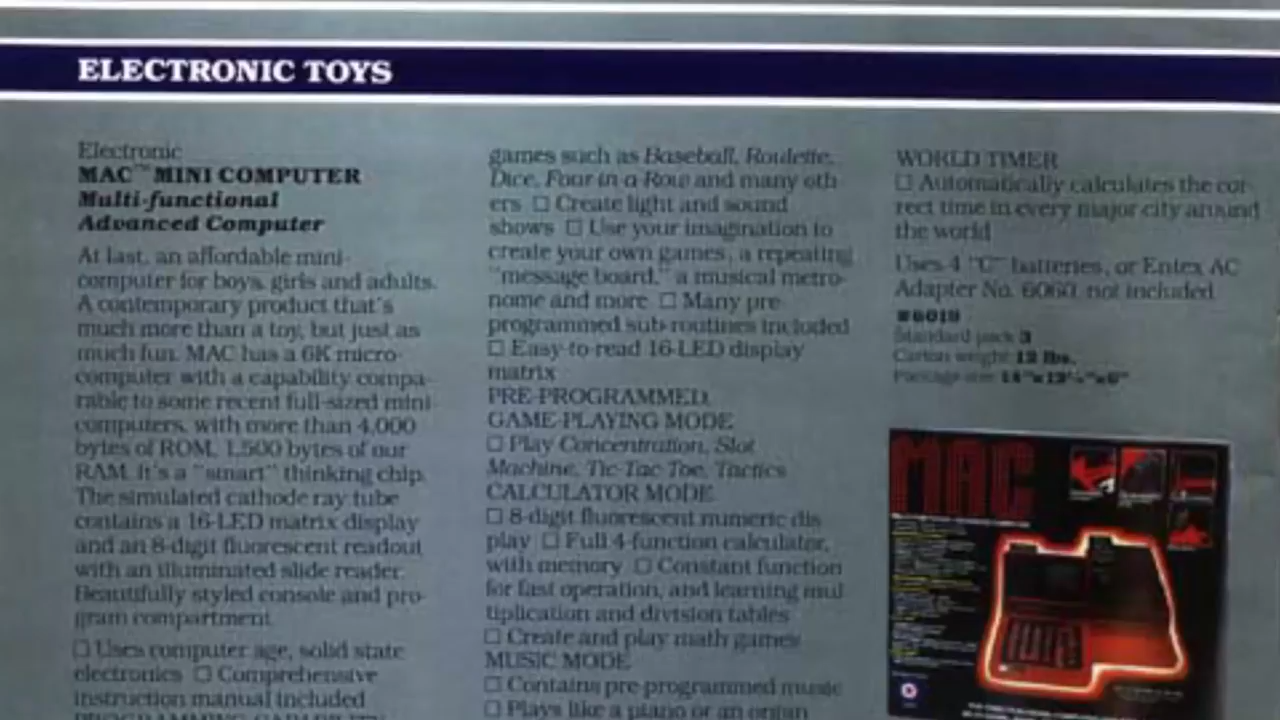 ELECTRONIC TOYS
Electronic
MAC™ MINI COMPUTER
Multi-functional
Advanced Computer
At last, an affordable mini-
computer for boys, girls and adults.
A contemporary product that's
much more than a toy, but just as
much fun. MAC has a 6K micro-
computer with a capability compa-
rable to some recent full-sized mini
computers, with more than 4,000
bytes of ROM, 1,500 bytes of our
RAM. It's a "smart" thinking chip.
The simulated cathode ray tube
contains a 16-LED matrix display
and an 8-digit fluorescent readout
with an illuminated slide reader.
Beautifully styled console and pro-
gram compartment.
☐ Uses computer age, solid state
electronics ☐ Comprehensive
instruction manual included
games such as Baseball, Roulette,
Dice, Four in a Row and many oth
ers ☐ Create light and sound
shows ☐ Use your imagination to
create your own games, a repeating
"message board," a musical metro-
nome and more ☐ Many pre-
programmed sub-routines included
☐ Easy-to-read 16-LED display
matrix
PRE-PROGRAMMED,
GAME-PLAYING MODE
☐ Play Concentration, Slot
Machine, Tic-Tac-Toe, Tactics
CALCULATOR MODE
☐ 8-digit fluorescent numeric dis
play ☐ Full 4-function calculator,
with memory ☐ Constant function
for fast operation, and learning mul
tiplication and division tables
☐ Create and play math games
MUSIC MODE
☐ Contains pre-programmed music
☐ Plays like a piano or an organ
WORLD TIMER
☐ Automatically calculates the cor-
rect time in every major city around
the world
Uses 4 "C" batteries, or Entex AC
Adapter No. 6060, not included.
#6019
Standard pack 3
Carton weight 12 lbs.
Package size
MAC